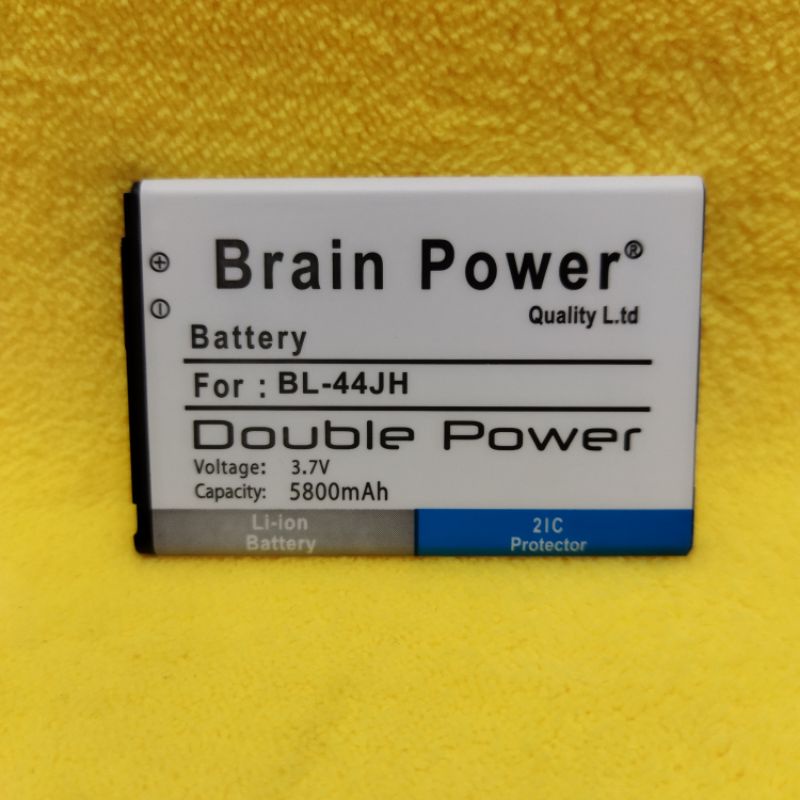 Brain Power®
Quality L.td
Battery
For : BL-44JH
Double Power
Voltage: 3.7V
Capacity: 5800mAh
Li-ion
Battery
2IC
Protector